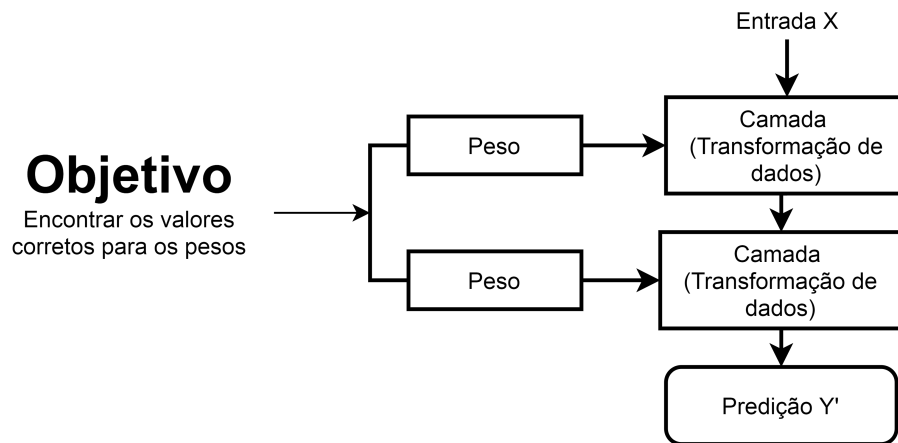 Entrada X
Camada
(Transformação de
dados)
Peso
Objetivo
Encontrar os valores
corretos para os pesos
Peso
Camada
(Transformação de
dados)
Predição Y'